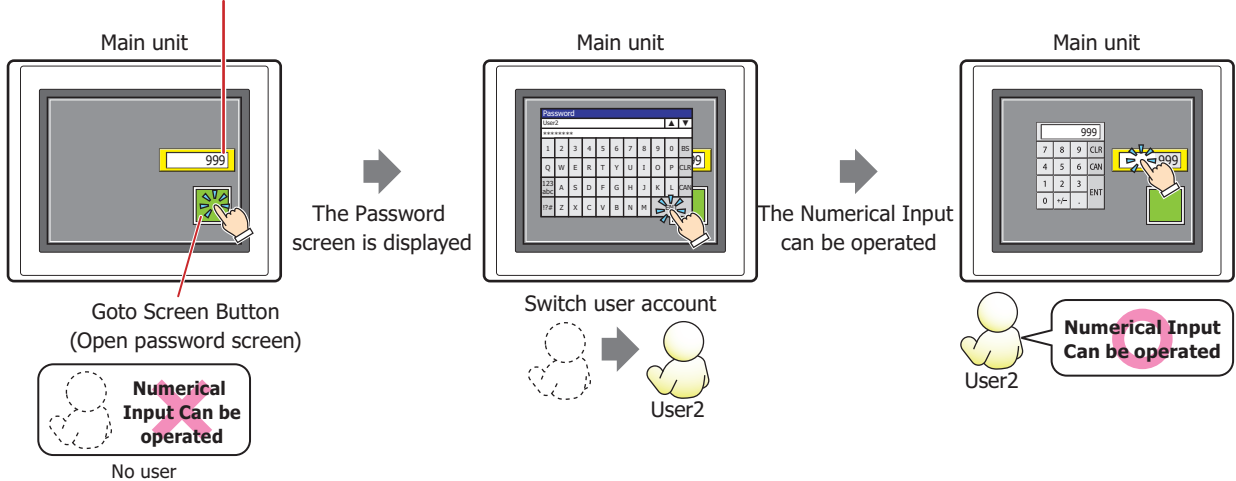 Main unit
999
Goto Screen Button
(Open password screen)
Numerical
Input Can be
operated
No user
The Password
screen is displayed
Main unit
Password
User2 ▲ ▼
********
1 2 3 4 5 6 7 8 9 0 BS
Q W E R T Y U I O P CLR
123
abc A S D F G H J K L CAN
!?# Z X C V B N M
Switch user account
User2
The Numerical Input
can be operated
Main unit
999
7 8 9 CLR
4 5 6 CAN
1 2 3 ENT
0 +/- .
999
User2
Numerical Input
Can be operated